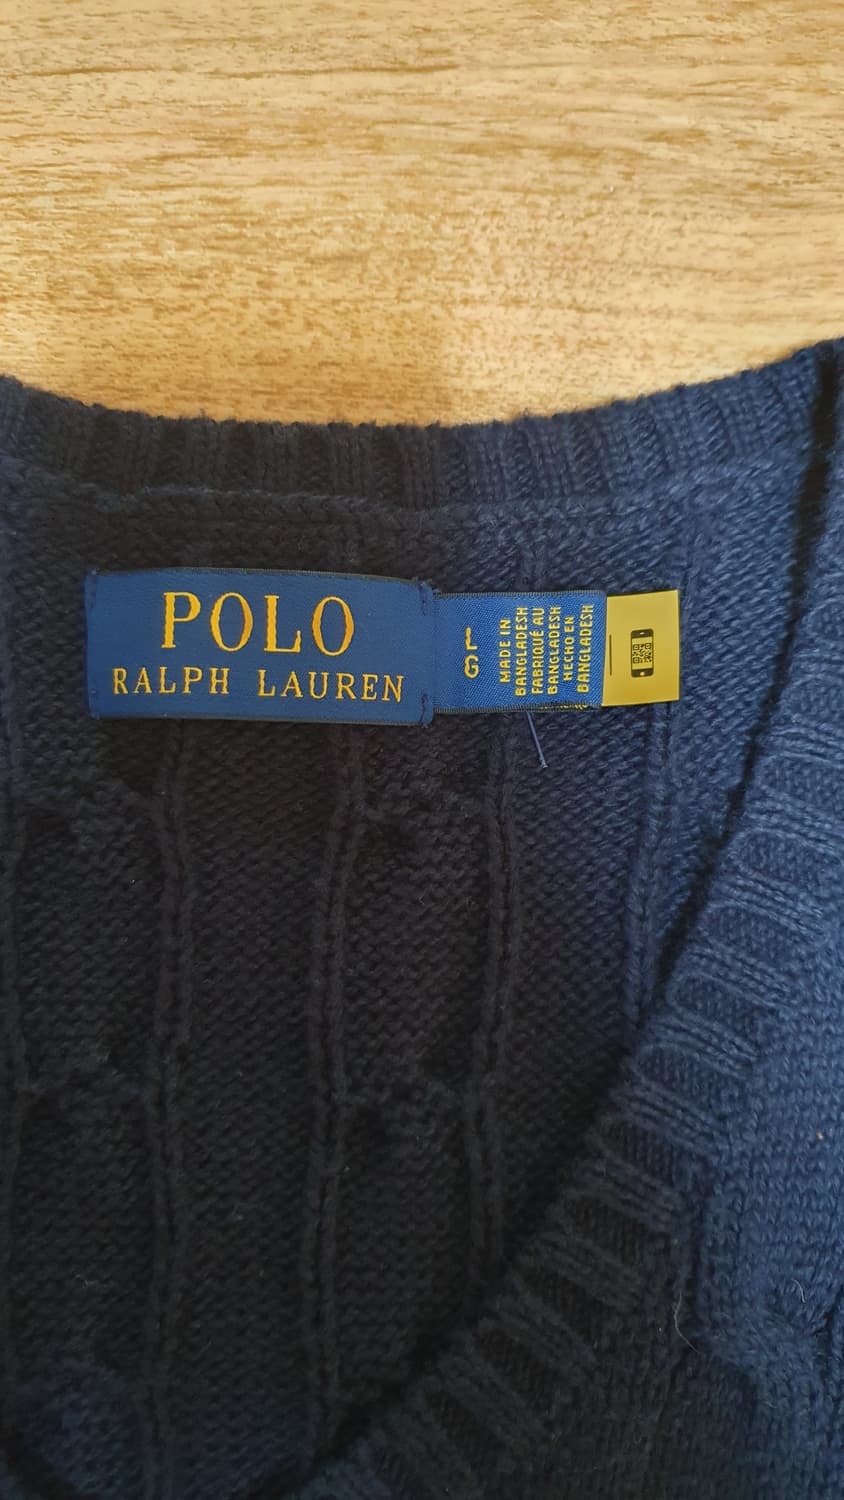 POLO
RALPH LAUREN
L
G
MADE IN
BANGLADESH
FABRIQUÉ AU
BANGLADESH
HECHO EN
BANGLADESH